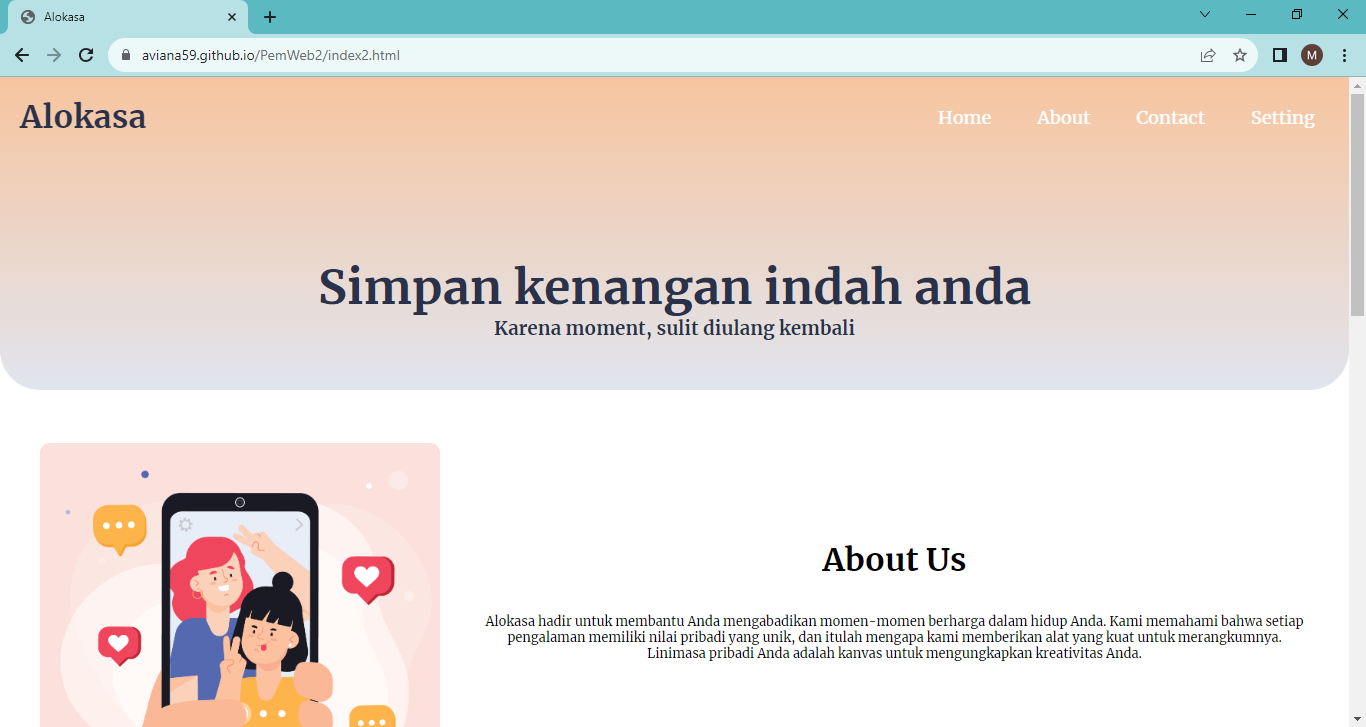 Alokasa
aviana59.github.io/PemWeb2/index2.html
M
Alokasa
Home About Contact Setting
Simpan kenangan indah anda
Karena moment, sulit diulang kembali
About Us
Alokasa hadir untuk membantu Anda mengabadikan momen-momen berharga dalam hidup Anda. Kami memahami bahwa setiap
pengalaman memiliki nilai pribadi yang unik, dan itulah mengapa kami memberikan alat yang kuat untuk merangkumnya.
Linimasa pribadi Anda adalah kanvas untuk mengungkapkan kreativitas Anda.